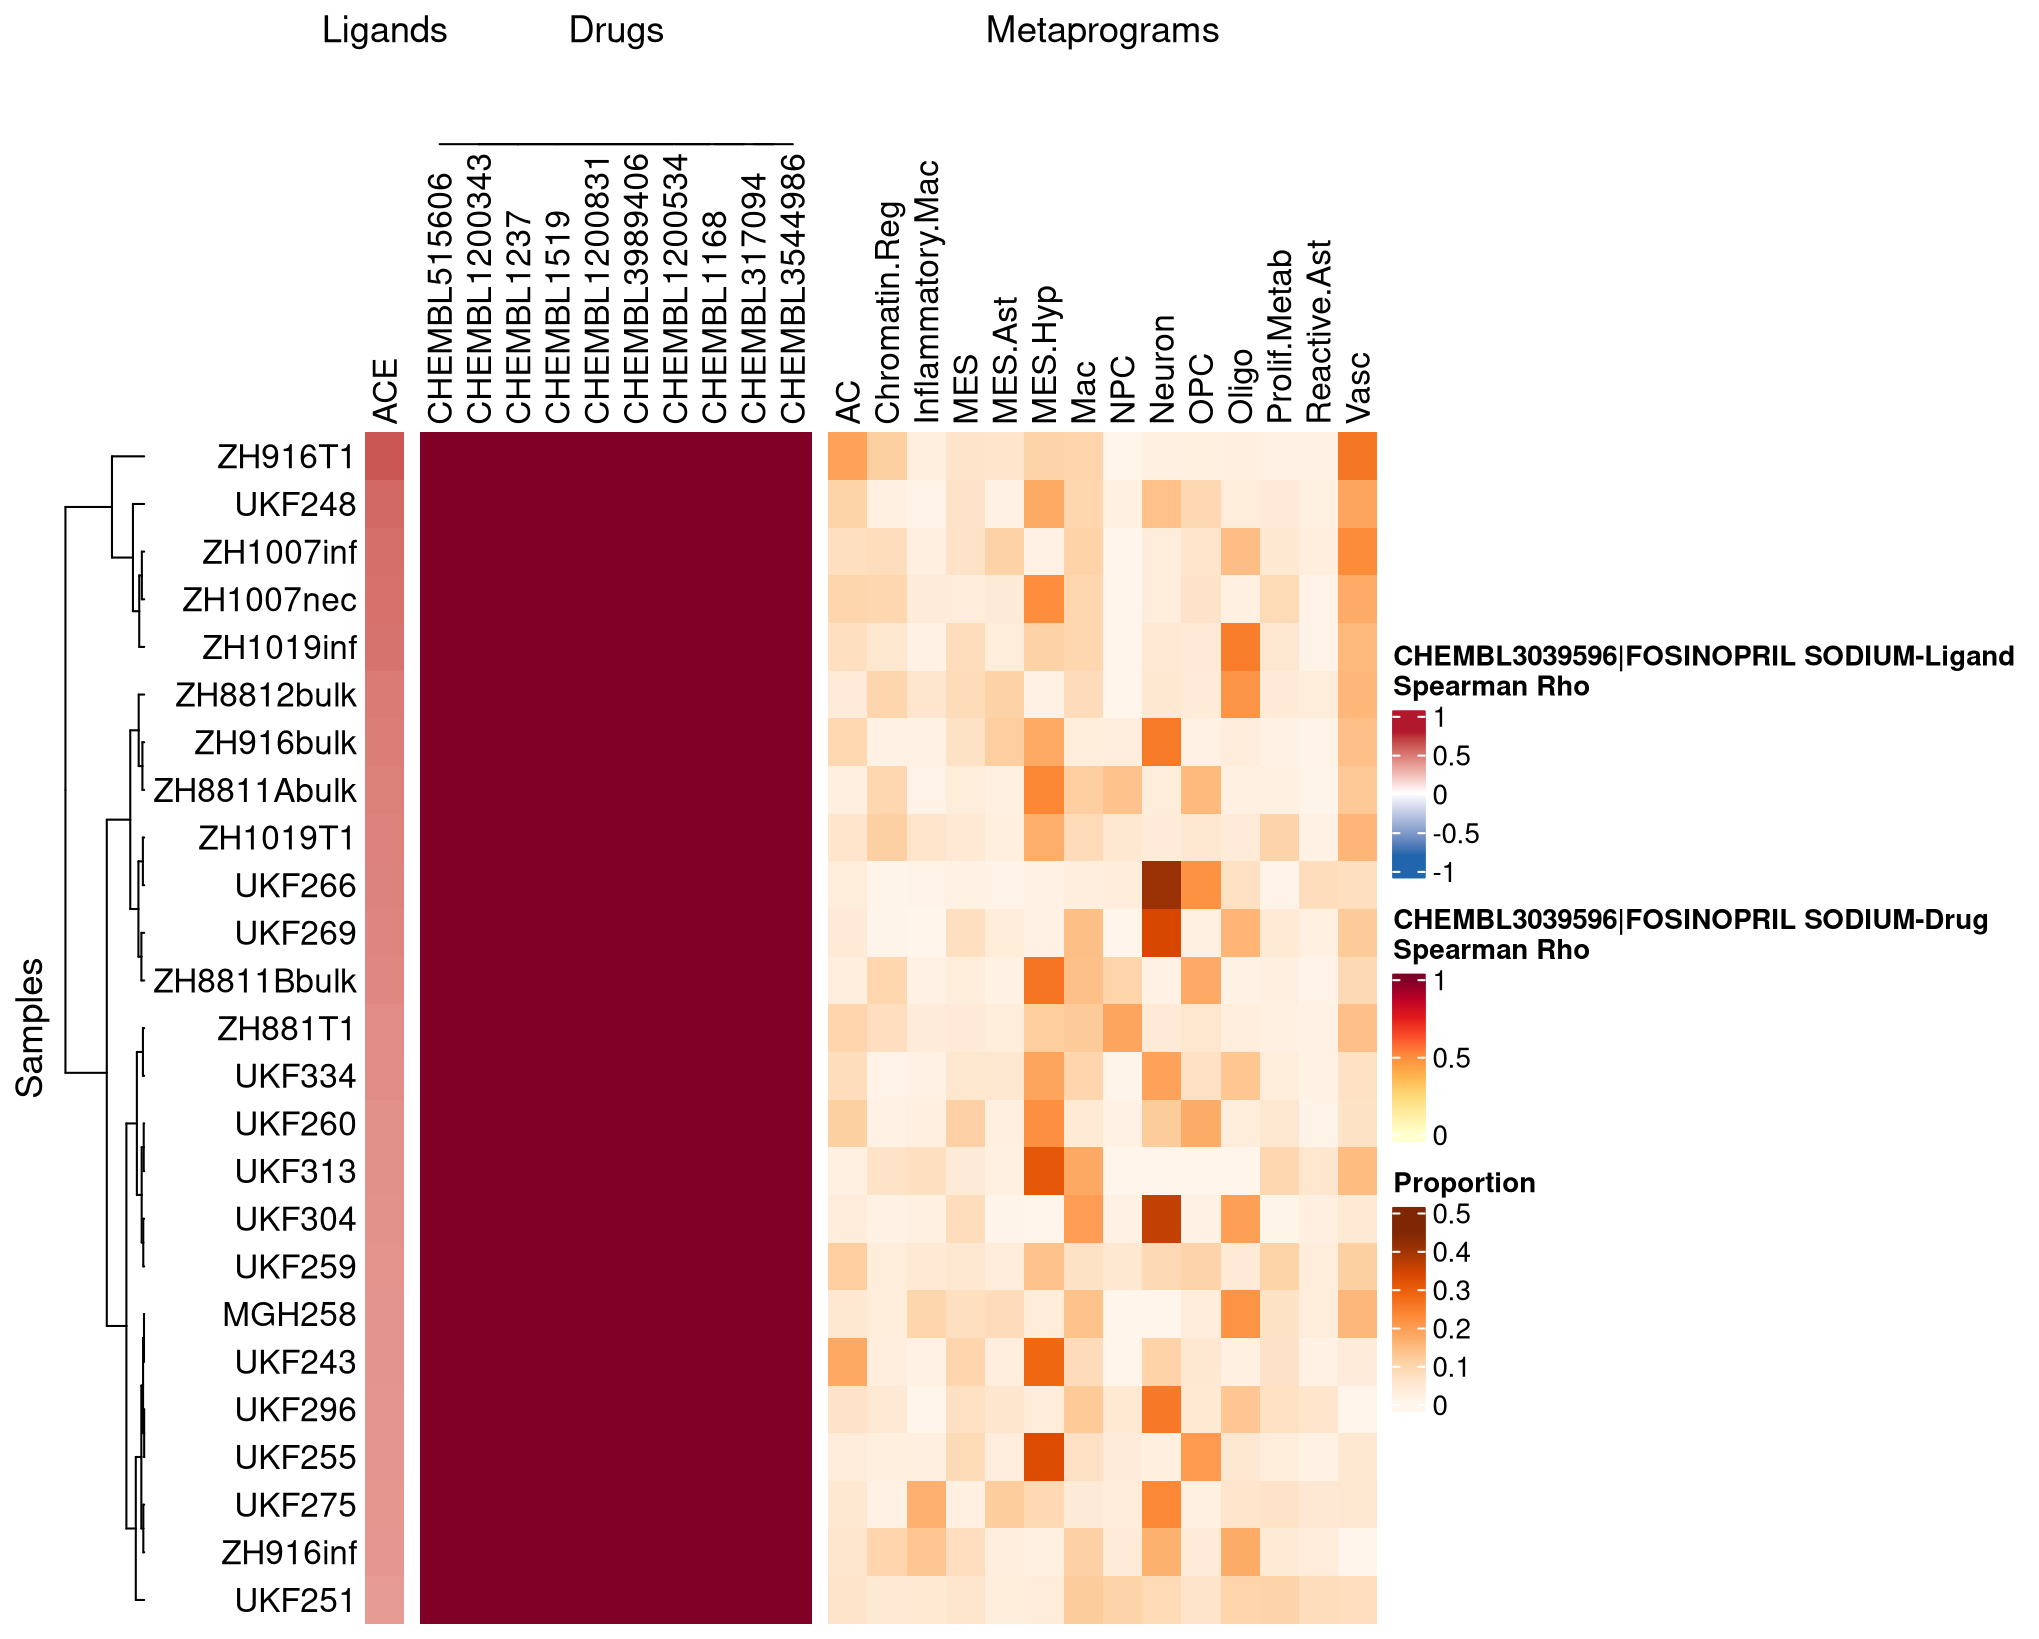 Ligands Drugs Metaprograms
ACE
CHEMBL515606
CHEMBL1200343
CHEMBL1237
CHEMBL1519
CHEMBL1200831
CHEMBL3989406
CHEMBL1200534
CHEMBL1168
CHEMBL317094
CHEMBL3544986
AC
Chromatin.Reg
Inflammatory.Mac
MES
MES.Ast
MES.Hyp
Mac
NPC
Neuron
OPC
Oligo
Prolif.Metab
Reactive.Ast
Vasc
Samples
ZH916T1
UKF248
ZH1007inf
ZH1007nec
ZH1019inf
ZH8812bulk
ZH916bulk
ZH8811Abulk
ZH1019T1
UKF266
UKF269
ZH8811Bbulk
ZH881T1
UKF334
UKF260
UKF313
UKF304
UKF259
MGH258
UKF243
UKF296
UKF255
UKF275
ZH916inf
UKF251
CHEMBL3039596|FOSINOPRIL SODIUM-Ligand
Spearman Rho
1
0.5
0
-0.5
-1
CHEMBL3039596|FOSINOPRIL SODIUM-Drug
Spearman Rho
1
0.5
0
Proportion
0.5
0.4
0.3
0.2
0.1
0